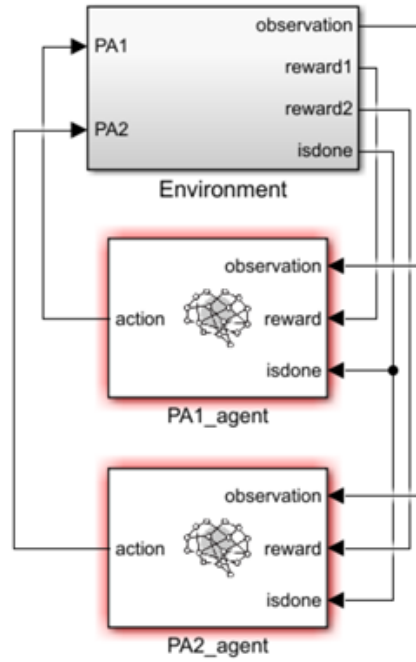 observation
PA1
reward1
reward2
PA2
isdone
Environment
observation
action
reward
isdone
PA1_agent
observation
action
reward
isdone
PA2_agent